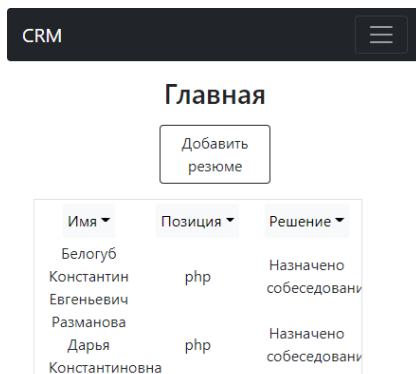 CRM
Главная
Добавить
резюме
Имя Позиция Решение
Белогуб
Константин
Евгеньевич
php
Назначено
собеседовани
Разманова
Дарья
Константиновна
php
Назначено
собеседовани